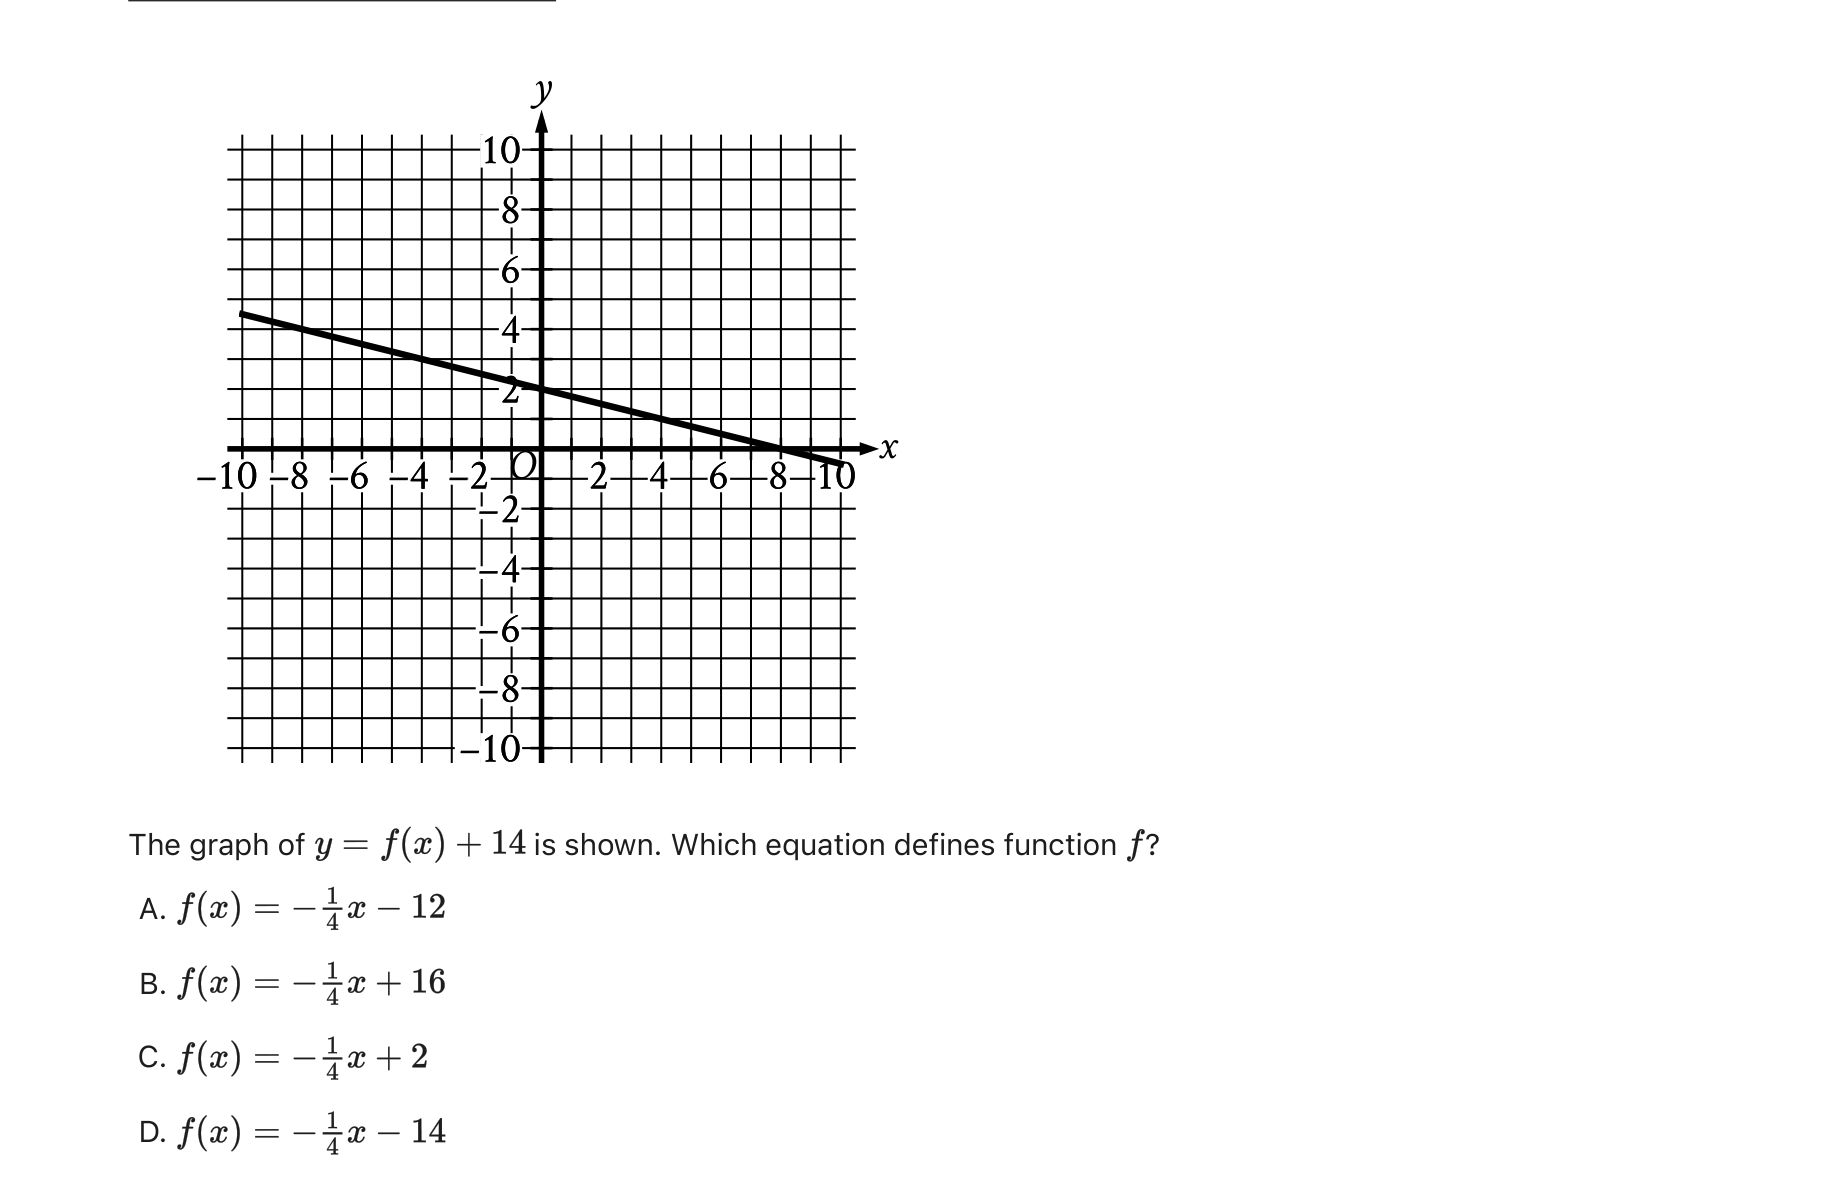 y
10
8
6
4
2
x
−10 −8 −6 −4 −2 O 2 4 6 8 10
−2
−4
−6
−8
−10
The graph of y = f(x) + 14 is shown. Which equation defines function f?
A. f(x) = −1/4x − 12
B. f(x) = −1/4x + 16
C. f(x) = −1/4x + 2
D. f(x) = −1/4x − 14